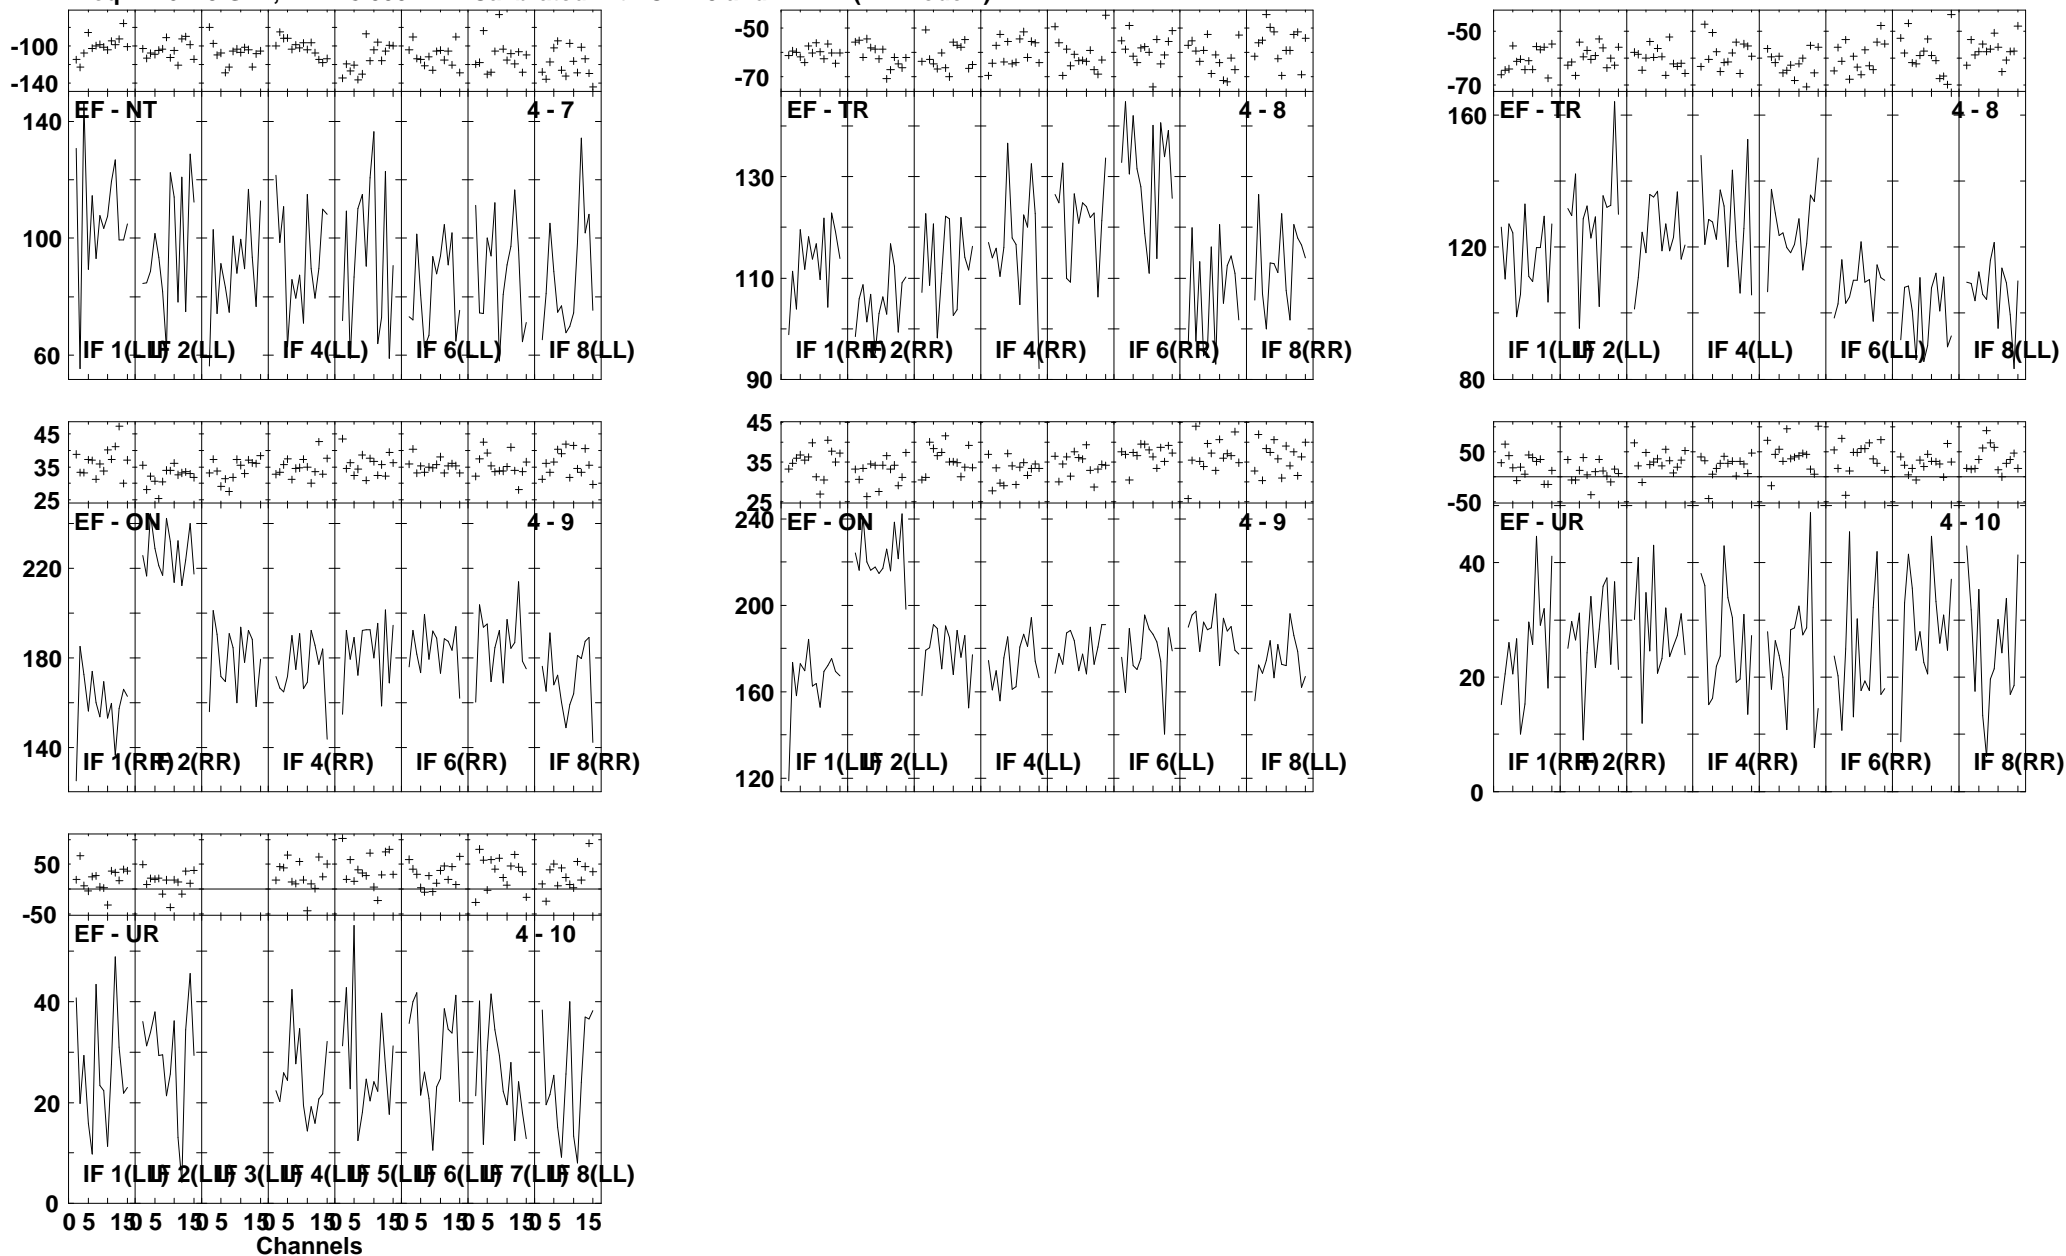 -100
-140
140
100
60
EF - NT 4 - 7
IF 1(LL) IF 2(LL) IF 4(LL) IF 6(LL) IF 8(LL)
-50
-70
130
110
90
EF - TR 4 - 8
IF 1(RR) IF 2(RR) IF 4(RR) IF 6(RR) IF 8(RR)
-50
-70
160
120
80
EF - TR 4 - 8
IF 1(LL) IF 2(LL) IF 4(LL) IF 6(LL) IF 8(LL)
45
35
25
220
180
140
EF - ON 4 - 9
IF 1(RR) IF 2(RR) IF 4(RR) IF 6(RR) IF 8(RR)
45
35
25
240
200
160
120
EF - ON 4 - 9
IF 1(LL) IF 2(LL) IF 4(LL) IF 6(LL) IF 8(LL)
50
-50
40
20
0
EF - UR 4 - 10
IF 1(RR) IF 2(RR) IF 4(RR) IF 6(RR) IF 8(RR)
50
-50
40
20
0
EF - UR 4 - 10
IF 1(LL) IF 2(LL) IF 3(LL) IF 4(LL) IF 5(LL) IF 6(LL) IF 7(LL) IF 8(LL)
0 5 15 0 5 15 0 5 15 0 5 15 0 5 15 0 5 15 0 5 15 0 5 15
Channels